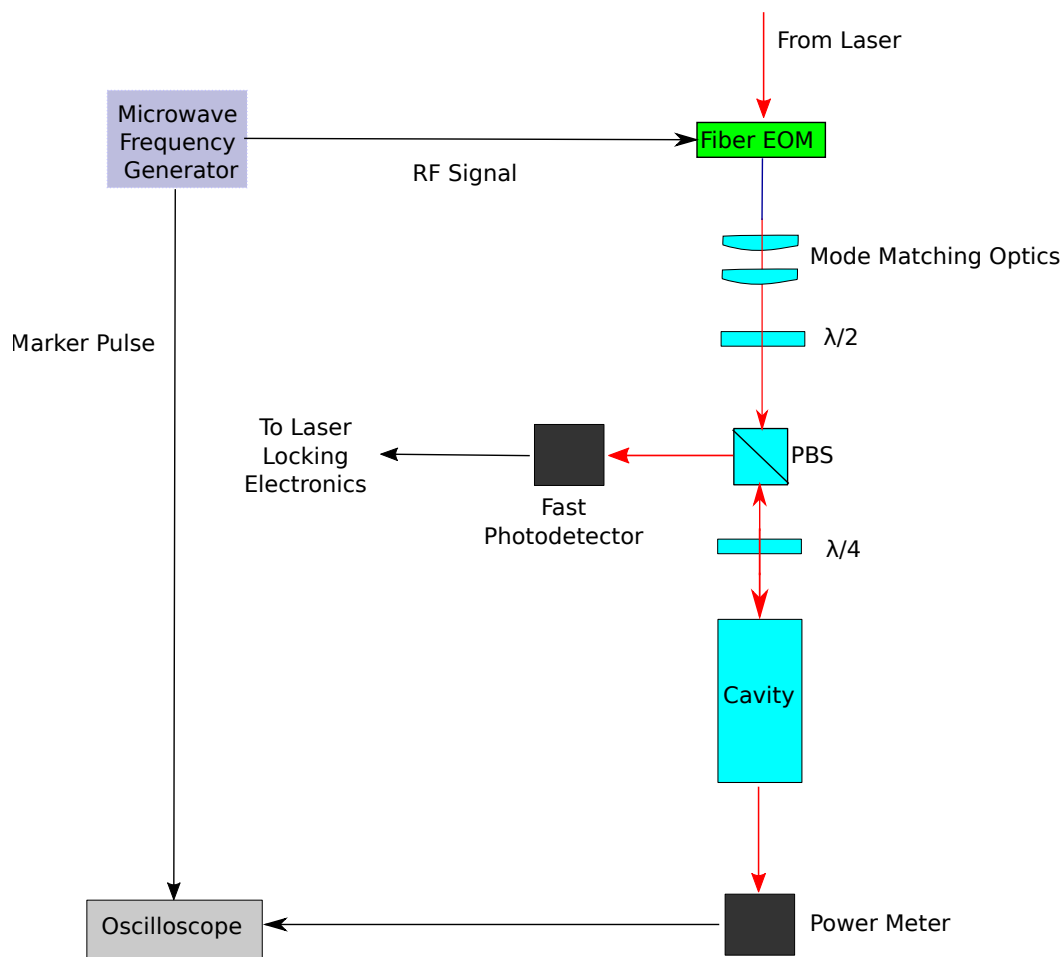 From Laser
Microwave
Frequency
Generator
Fiber EOM
RF Signal
Mode Matching Optics
Marker Pulse
λ/2
To Laser
Locking
Electronics
PBS
Fast
Photodetector
λ/4
Cavity
Oscilloscope
Power Meter